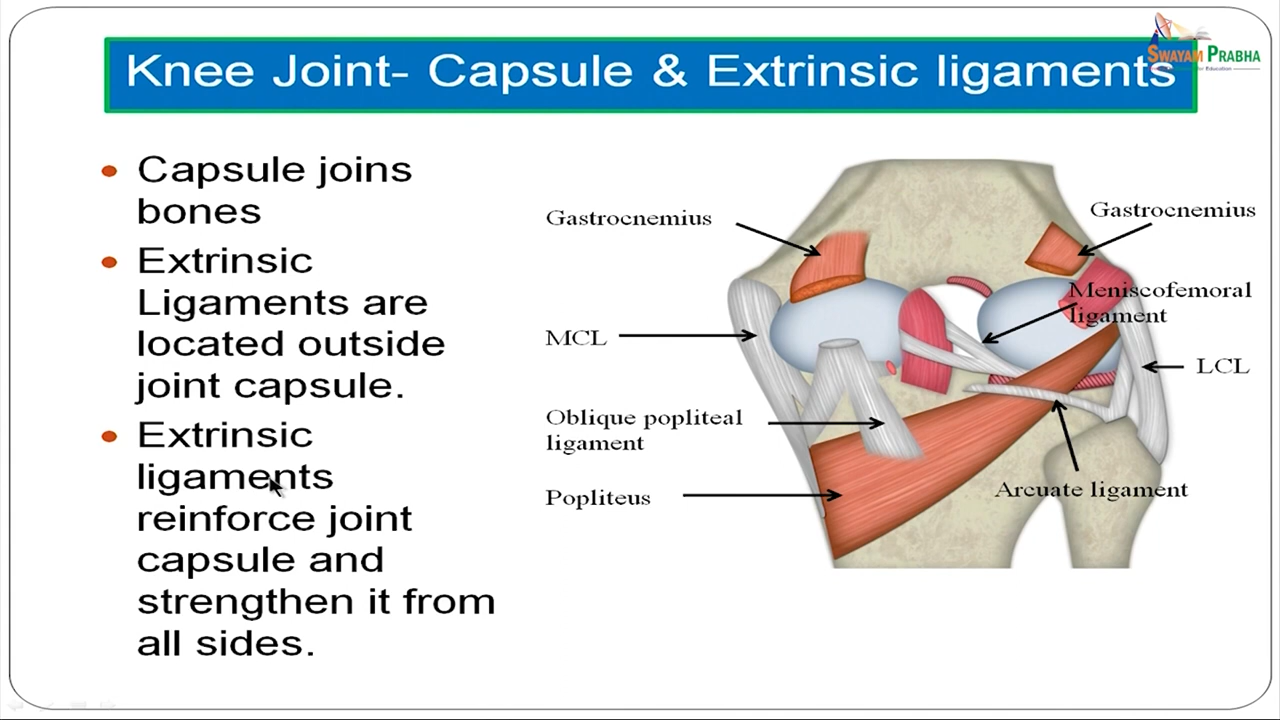 Knee Joint- Capsule & Extrinsic ligaments
SWAYAM PRABHA
Capsule joins
bones
Extrinsic
Ligaments are
located outside
joint capsule.
Extrinsic
ligaments
reinforce joint
capsule and
strengthen it from
all sides.
Gastrocnemius
Gastrocnemius
Meniscofemoral
ligament
MCL
LCL
Oblique popliteal
ligament
Popliteus
Arcuate ligament